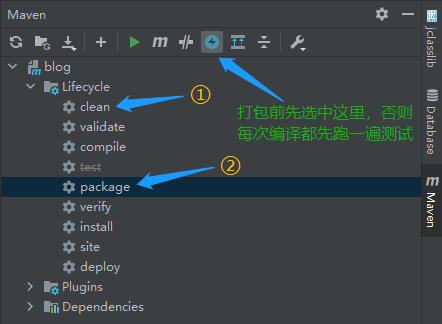 Maven
m
blog
Lifecycle
clean
①
validate
compile
test
package
②
verify
install
site
deploy
Plugins
Dependencies
打包前先选中这里，否则
每次编译都先跑一遍测试
jclasslib
Database
m
Maven